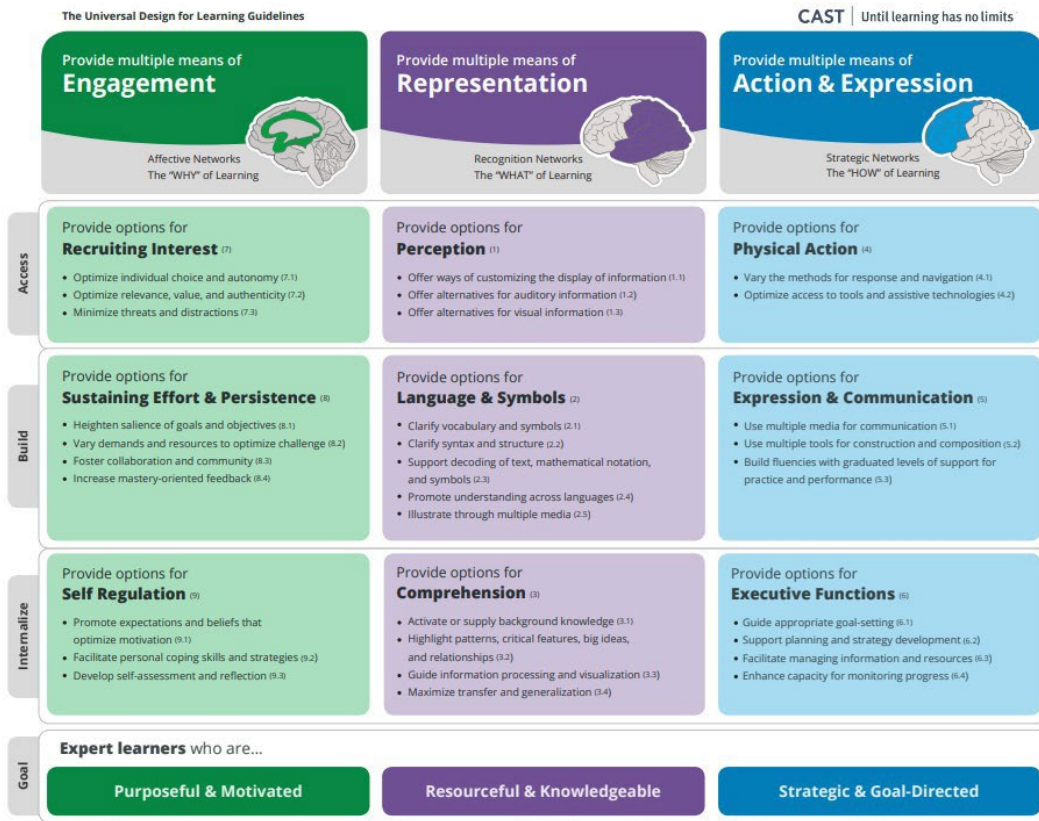 The Universal Design for Learning Guidelines
CAST | Until learning has no limits
Provide multiple means of
Engagement
Affective Networks
The "WHY" of Learning
Provide multiple means of
Representation
Recognition Networks
The "WHAT" of Learning
Provide multiple means of
Action & Expression
Strategic Networks
The "HOW" of Learning
Access
Provide options for
Recruiting Interest (7)
• Optimize individual choice and autonomy (7.1)
• Optimize relevance, value, and authenticity (7.2)
• Minimize threats and distractions (7.3)
Provide options for
Perception (1)
• Offer ways of customizing the display of information (1.1)
• Offer alternatives for auditory information (1.2)
• Offer alternatives for visual information (1.3)
Provide options for
Physical Action (4)
• Vary the methods for response and navigation (4.1)
• Optimize access to tools and assistive technologies (4.2)
Build
Provide options for
Sustaining Effort & Persistence (8)
• Heighten salience of goals and objectives (8.1)
• Vary demands and resources to optimize challenge (8.2)
• Foster collaboration and community (8.3)
• Increase mastery-oriented feedback (8.4)
Provide options for
Language & Symbols (2)
• Clarify vocabulary and symbols (2.1)
• Clarify syntax and structure (2.2)
• Support decoding of text, mathematical notation,
and symbols (2.3)
• Promote understanding across languages (2.4)
• Illustrate through multiple media (2.5)
Provide options for
Expression & Communication (5)
• Use multiple media for communication (5.1)
• Use multiple tools for construction and composition (5.2)
• Build fluencies with graduated levels of support for
practice and performance (5.3)
Internalize
Provide options for
Self Regulation (9)
• Promote expectations and beliefs that
optimize motivation (9.1)
• Facilitate personal coping skills and strategies (9.2)
• Develop self-assessment and reflection (9.3)
Provide options for
Comprehension (3)
• Activate or supply background knowledge (3.1)
• Highlight patterns, critical features, big ideas,
and relationships (3.2)
• Guide information processing and visualization (3.3)
• Maximize transfer and generalization (3.4)
Provide options for
Executive Functions (6)
• Guide appropriate goal-setting (6.1)
• Support planning and strategy development (6.2)
• Facilitate managing information and resources (6.3)
• Enhance capacity for monitoring progress (6.4)
Goal
Expert learners who are...
Purposeful & Motivated
Resourceful & Knowledgeable
Strategic & Goal-Directed